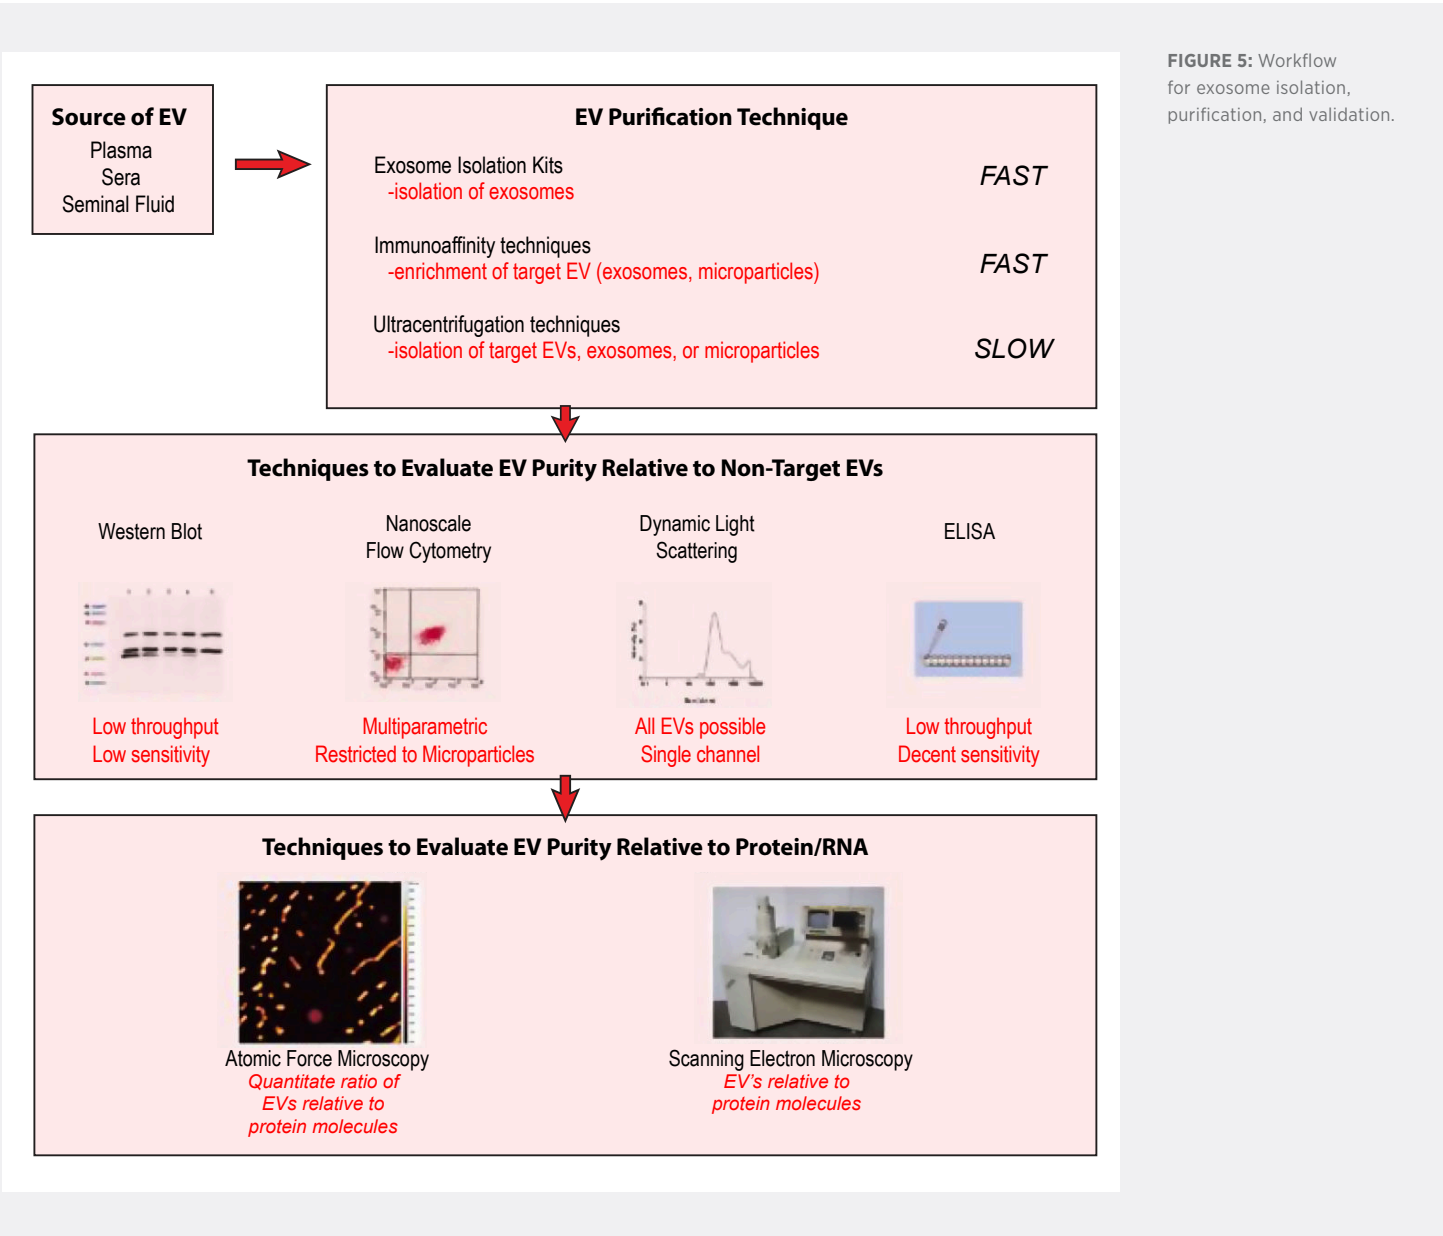 FIGURE 5: Workflow
for exosome isolation,
purification, and validation.
Source of EV
Plasma
Sera
Seminal Fluid
EV Purification Technique
Exosome Isolation Kits
-isolation of exosomes
FAST
Immunoaffinity techniques
-enrichment of target EV (exosomes, microparticles)
FAST
Ultracentrifugation techniques
-isolation of target EVs, exosomes, or microparticles
SLOW
Techniques to Evaluate EV Purity Relative to Non-Target EVs
Western Blot
Low throughput
Low sensitivity
Nanoscale
Flow Cytometry
Multiparametric
Restricted to Microparticles
Dynamic Light
Scattering
All EVs possible
Single channel
ELISA
Low throughput
Decent sensitivity
Techniques to Evaluate EV Purity Relative to Protein/RNA
Atomic Force Microscopy
Quantitate ratio of
EVs relative to
protein molecules
Scanning Electron Microscopy
EV's relative to
protein molecules